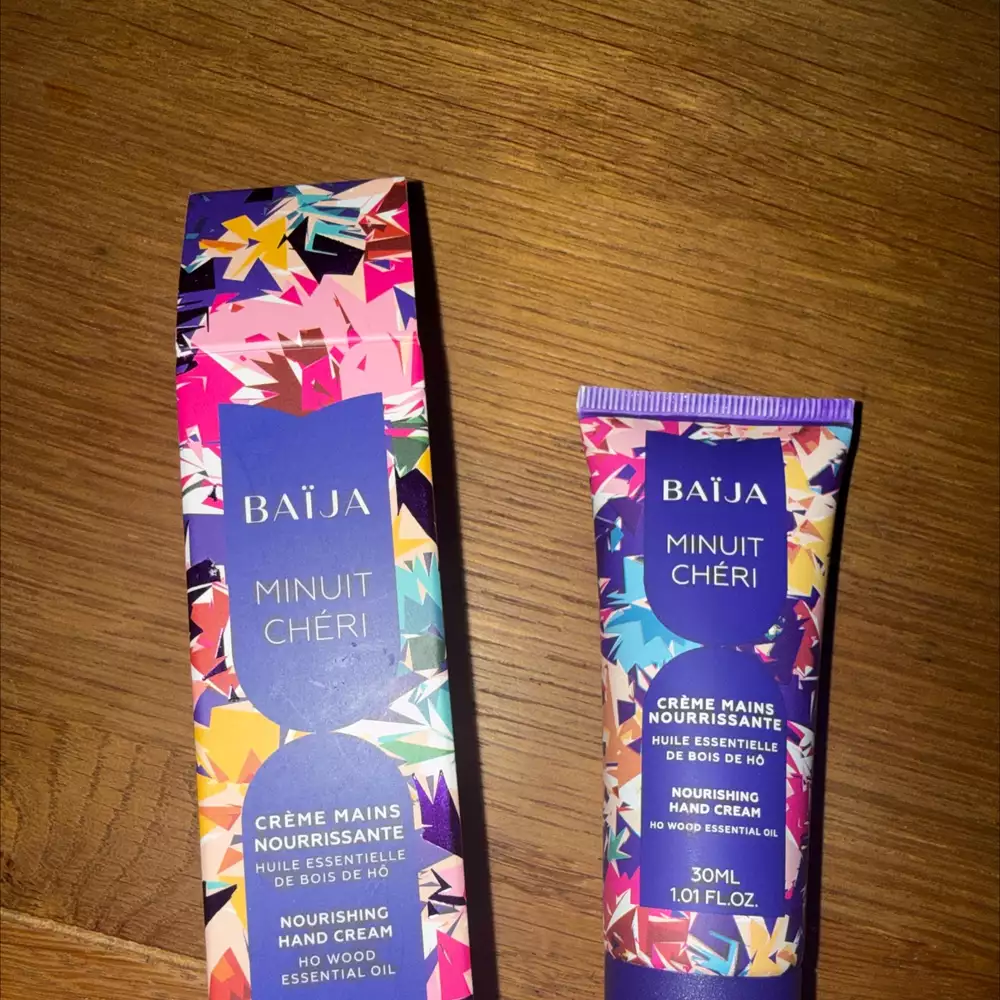 BAÏJA
MINUIT
CHÉRI
CRÈME MAINS
NOURRISSANTE
HUILE ESSENTIELLE
DE BOIS DE HÔ
NOURISHING
HAND CREAM
HO WOOD
ESSENTIAL OIL
BAÏJA
MINUIT
CHÉRI
CRÈME MAINS
NOURRISSANTE
HUILE ESSENTIELLE
DE BOIS DE HÔ
NOURISHING
HAND CREAM
HO WOOD ESSENTIAL OIL
30ML
1.01 FL.OZ.